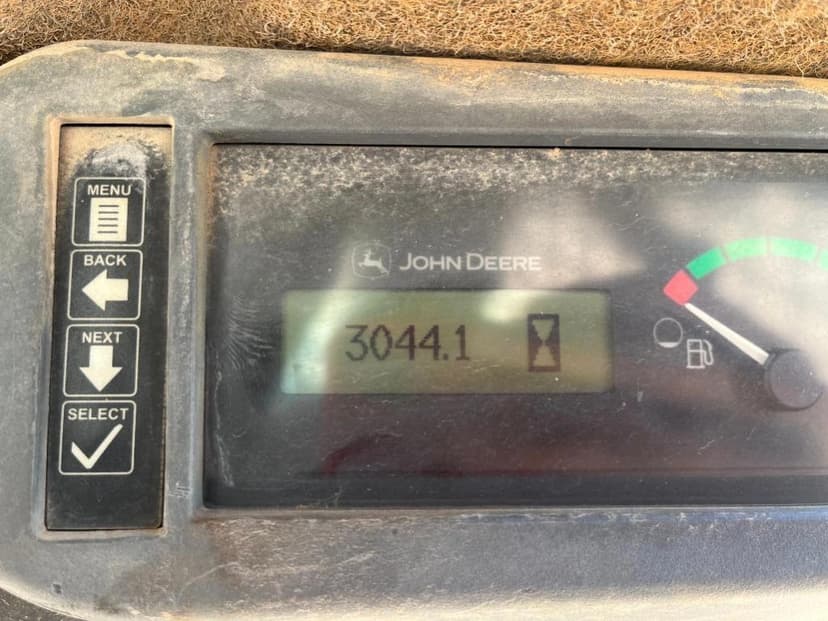 MENU
BACK
NEXT
SELECT
JOHN DEERE
3044.1